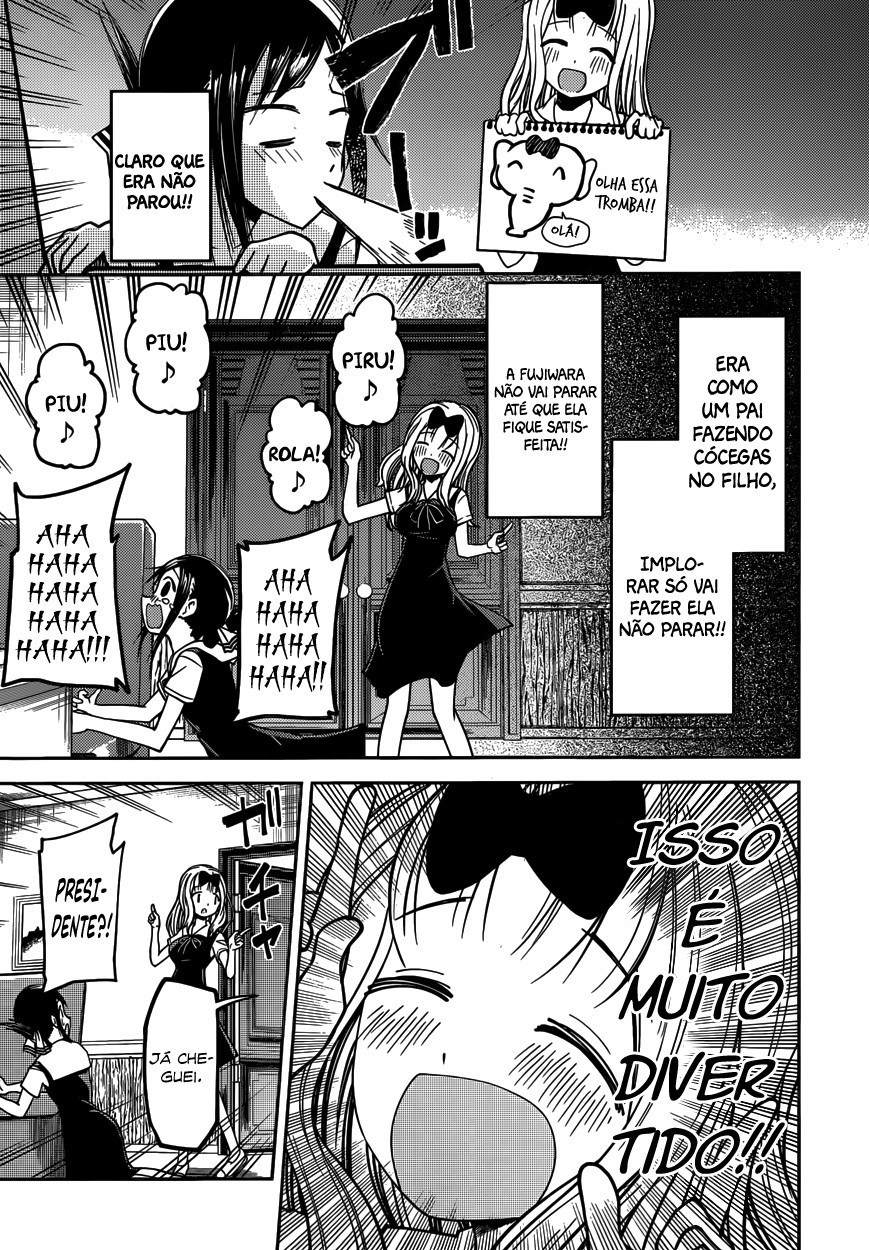 OLHA ESSA
TROMBA!!
OLÁ!
CLARO QUE
ERA NÃO
PAROU!!
ERA
COMO
UM PAI
FAZENDO
CÓCEGAS
NO FILHO,
IMPLO-
RAR SÓ VAI
FAZER ELA
NÃO PARAR!!
A FUJIWARA
NÃO VAI PARAR
ATÉ QUE ELA
FIQUE SATIS-
FEITA!!
PIRU!
♪
ROLA!
♪
PIU!
♪
PIU!
♪
AHA
HAHA
HAHA
HAHA!!
AHA
HAHA
HAHA
HAHA
HAHA!!!
ISSO
É
MUITO
DIVER
TIDO!!
ガチャ
JÁ CHE-
GUEI.
PRESI-
DENTE?!